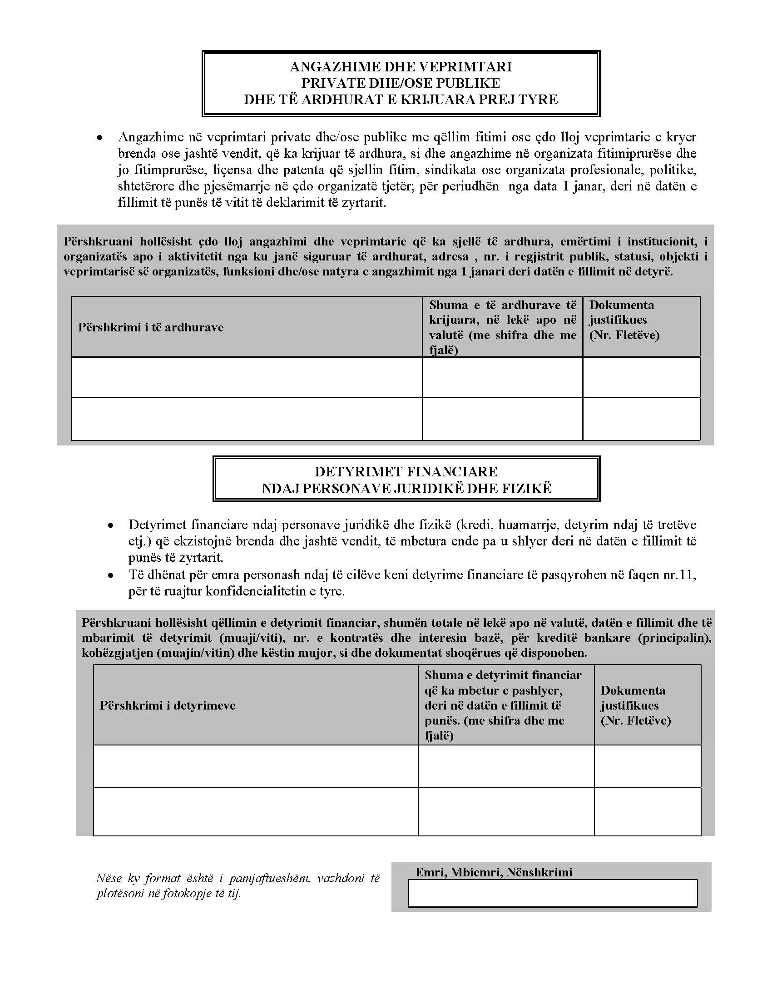 ANGAZHIME DHE VEPRIMTARI
PRIVATE DHE/OSE PUBLIKE
DHE TË ARDHURAT E KRIJUARA PREJ TYRE
• Angazhime në veprimtari private dhe/ose publike me qëllim fitimi ose çdo lloj veprimtarie e kryer
brenda ose jashtë vendit, që ka krijuar të ardhura, si dhe angazhime në organizata fitimiprurëse dhe
jo fitimprurëse, liçensa dhe patenta që sjellin fitim, sindikata ose organizata profesionale, politike,
shtetërore dhe pjesëmarrje në çdo organizatë tjetër; për periudhën nga data 1 janar, deri në datën e
fillimit të punës të vitit të deklarimit të zyrtarit.
Përshkruani hollësisht çdo lloj angazhimi dhe veprimtarie që ka sjellë të ardhura, emërtimi i institucionit, i
organizatës apo i aktivitetit nga ku janë siguruar të ardhurat, adresa , nr. i regjistrit publik, statusi, objekti i
veprimtarisë së organizatës, funksioni dhe/ose natyra e angazhimit nga 1 janari deri datën e fillimit në detyrë.
Përshkrimi i të ardhurave
Shuma e të ardhurave të
krijuara, në lekë apo në
valutë (me shifra dhe me
fjalë)
Dokumenta
justifikues
(Nr. Fletëve)
DETYRIMET FINANCIARE
NDAJ PERSONAVE JURIDIKË DHE FIZIKË
• Detyrimet financiare ndaj personave juridikë dhe fizikë (kredi, huamarrje, detyrim ndaj të tretëve
etj.) që ekzistojnë brenda dhe jashtë vendit, të mbetura ende pa u shlyer deri në datën e fillimit të
punës të zyrtarit.
• Të dhënat për emra personash ndaj të cilëve keni detyrime financiare të pasqyrohen në faqen nr.11,
për të ruajtur konfidencialitetin e tyre.
Përshkruani hollësisht qëllimin e detyrimit financiar, shumën totale në lekë apo në valutë, datën e fillimit dhe të
mbarimit të detyrimit (muaji/viti), nr. e kontratës dhe interesin bazë, për kreditë bankare (principalin),
kohëzgjatjen (muajin/vitin) dhe këstin mujor, si dhe dokumentat shoqërues që disponohen.
Përshkrimi i detyrimeve
Shuma e detyrimit financiar
që ka mbetur e pashlyer,
deri në datën e fillimit të
punës. (me shifra dhe me
fjalë)
Dokumenta
justifikues
(Nr. Fletëve)
Nëse ky format është i pamjaftueshëm, vazhdoni të
plotësoni në fotokopje të tij.
Emri, Mbiemri, Nënshkrimi